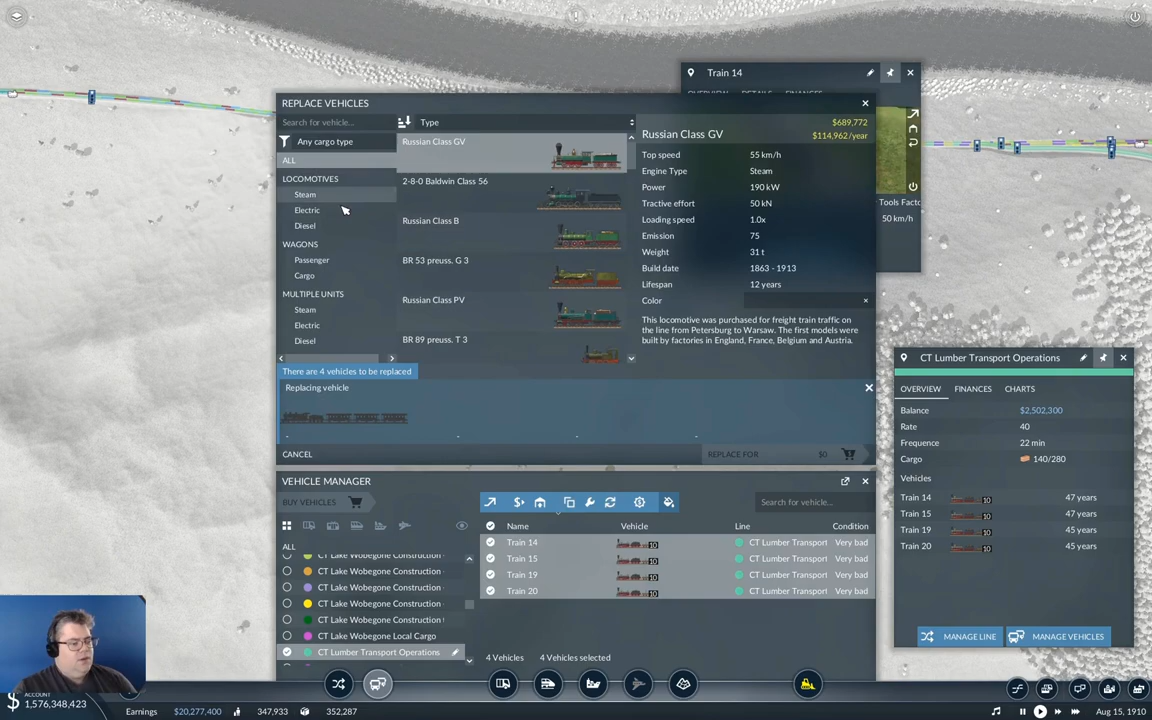 Train 14
OVERVIEW DETAILS FINANCES
REPLACE VEHICLES
Search for vehicle...
Type
Any cargo type
ALL
LOCOMOTIVES
Steam
Electric
Diesel
WAGONS
Passenger
Cargo
MULTIPLE UNITS
Steam
Electric
Diesel
Russian Class GV
2-8-0 Baldwin Class 56
Russian Class B
BR 53 preuss. G 3
Russian Class PV
BR 89 preuss. T 3
$689,772
Russian Class GV
$114,962/year
Top speed 55 km/h
Engine Type Steam
Power 190 kW
Tractive effort 50 kN
Loading speed 1.0x
Emission 75
Weight 31 t
Build date 1863 - 1913
Lifespan 12 years
Color
This locomotive was purchased for freight train traffic on
the line from Petersburg to Warsaw. The first models were
built by factories in England, France, Belgium and Austria.
Tools Facto
50 km/h
There are 4 vehicles to be replaced
Replacing vehicle
- - - -
CANCEL
REPLACE FOR $0
CT Lumber Transport Operations
OVERVIEW FINANCES CHARTS
Balance $2,502,300
Rate 40
Frequence 22 min
Cargo 140/280
Vehicles
Train 14 10 47 years
Train 15 10 47 years
Train 19 10 45 years
Train 20 10 45 years
MANAGE LINE
MANAGE VEHICLES
VEHICLE MANAGER
BUY VEHICLES
Search for vehicle...
ALL
CT Lake Wobegone Construction
CT Lake Wobegone Construction
CT Lake Wobegone Construction
CT Lake Wobegone Construction
CT Lake Wobegone Construction
CT Lake Wobegone Local Cargo
CT Lumber Transport Operations
Name Vehicle Line Condition
Train 14 10 CT Lumber Transport Very bad
Train 15 10 CT Lumber Transport Very bad
Train 19 10 CT Lumber Transport Very bad
Train 20 10 CT Lumber Transport Very bad
4 Vehicles 4 Vehicles selected
$ ACCOUNT
1,576,348,423
Earnings $20,277,400 347,933 352,287
Aug 15, 1910